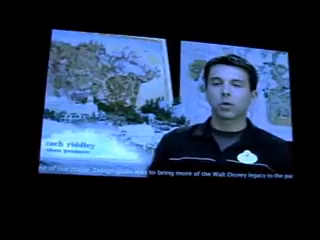 zach riddley
show producer
of our major design goals was to bring more of the Walt Disney legacy to the par